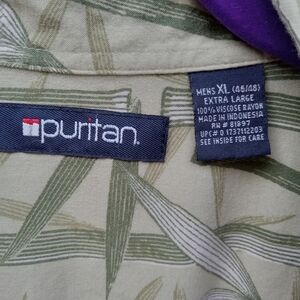 puritan.
MENS XL (46/48)
EXTRA LARGE
100% VISCOSE RAYON
MADE IN INDONESIA
RN # 81897
UPC# 0 1737112203
SEE INSIDE FOR CARE